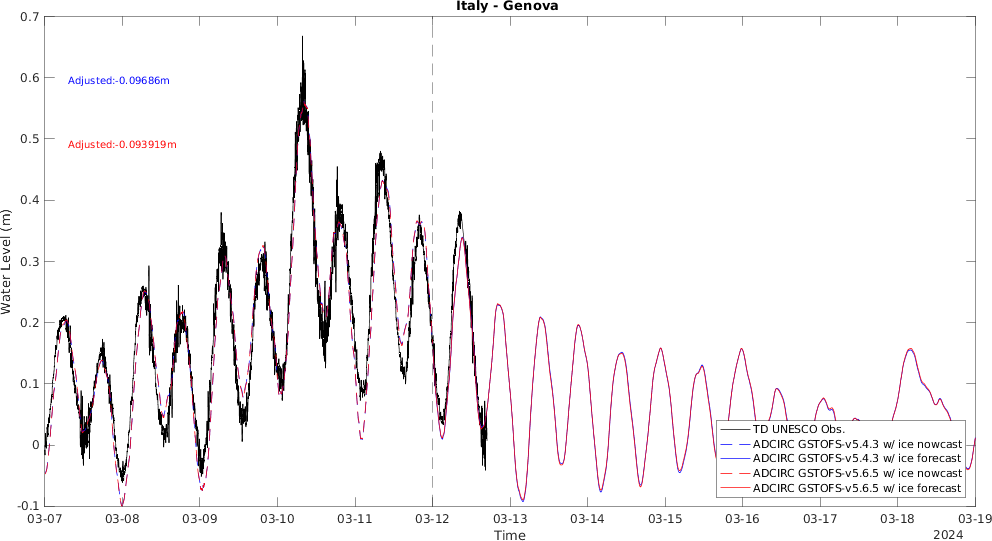 Italy - Genova
0.7
0.6
0.5
0.4
0.3
0.2
0.1
0
-0.1
Water Level (m)
Adjusted:-0.09686m
Adjusted:-0.093919m
TD UNESCO Obs.
ADCIRC GSTOFS-v5.4.3 w/ ice nowcast
ADCIRC GSTOFS-v5.4.3 w/ ice forecast
ADCIRC GSTOFS-v5.6.5 w/ ice nowcast
ADCIRC GSTOFS-v5.6.5 w/ ice forecast
03-07 03-08 03-09 03-10 03-11 03-12 03-13 03-14 03-15 03-16 03-17 03-18 03-19
Time
2024